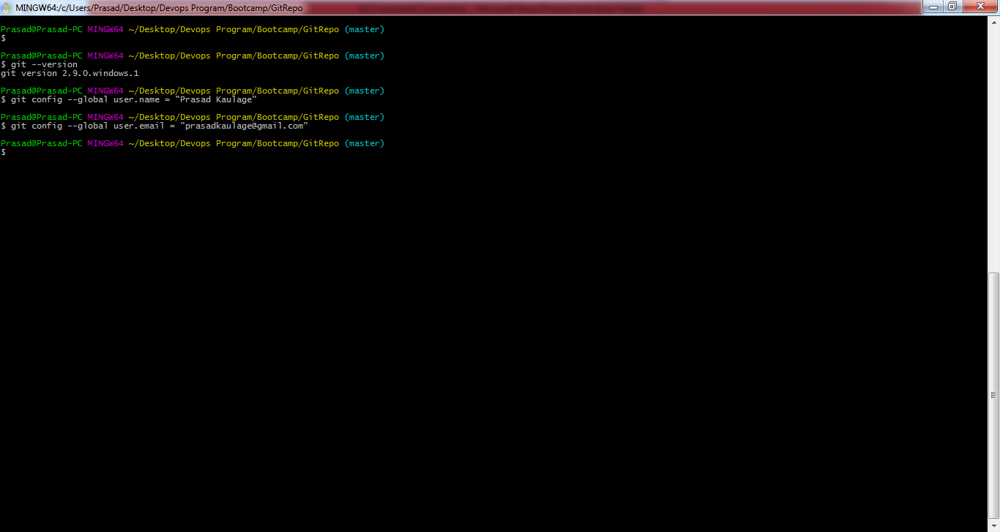 MINGW64:/c/Users/Prasad/Desktop/Devops Program/Bootcamp/GitRepo
Prasad@Prasad-PC MINGW64 ~/Desktop/Devops Program/Bootcamp/GitRepo (master)
$
Prasad@Prasad-PC MINGW64 ~/Desktop/Devops Program/Bootcamp/GitRepo (master)
$ git --version
git version 2.9.0.windows.1
Prasad@Prasad-PC MINGW64 ~/Desktop/Devops Program/Bootcamp/GitRepo (master)
$ git config --global user.name = "Prasad Kaulage"
Prasad@Prasad-PC MINGW64 ~/Desktop/Devops Program/Bootcamp/GitRepo (master)
$ git config --global user.email = "prasadkaulage@gmail.com"
Prasad@Prasad-PC MINGW64 ~/Desktop/Devops Program/Bootcamp/GitRepo (master)
$